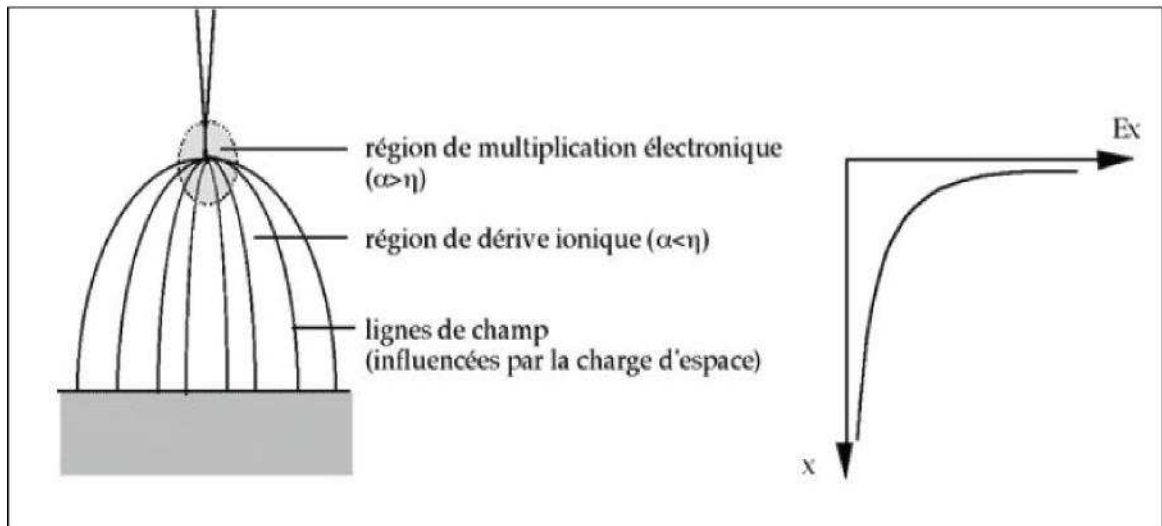 région de multiplication électronique
(α>η)
région de dérive ionique (α<η)
lignes de champ
(influencées par la charge d'espace)
Ex
x